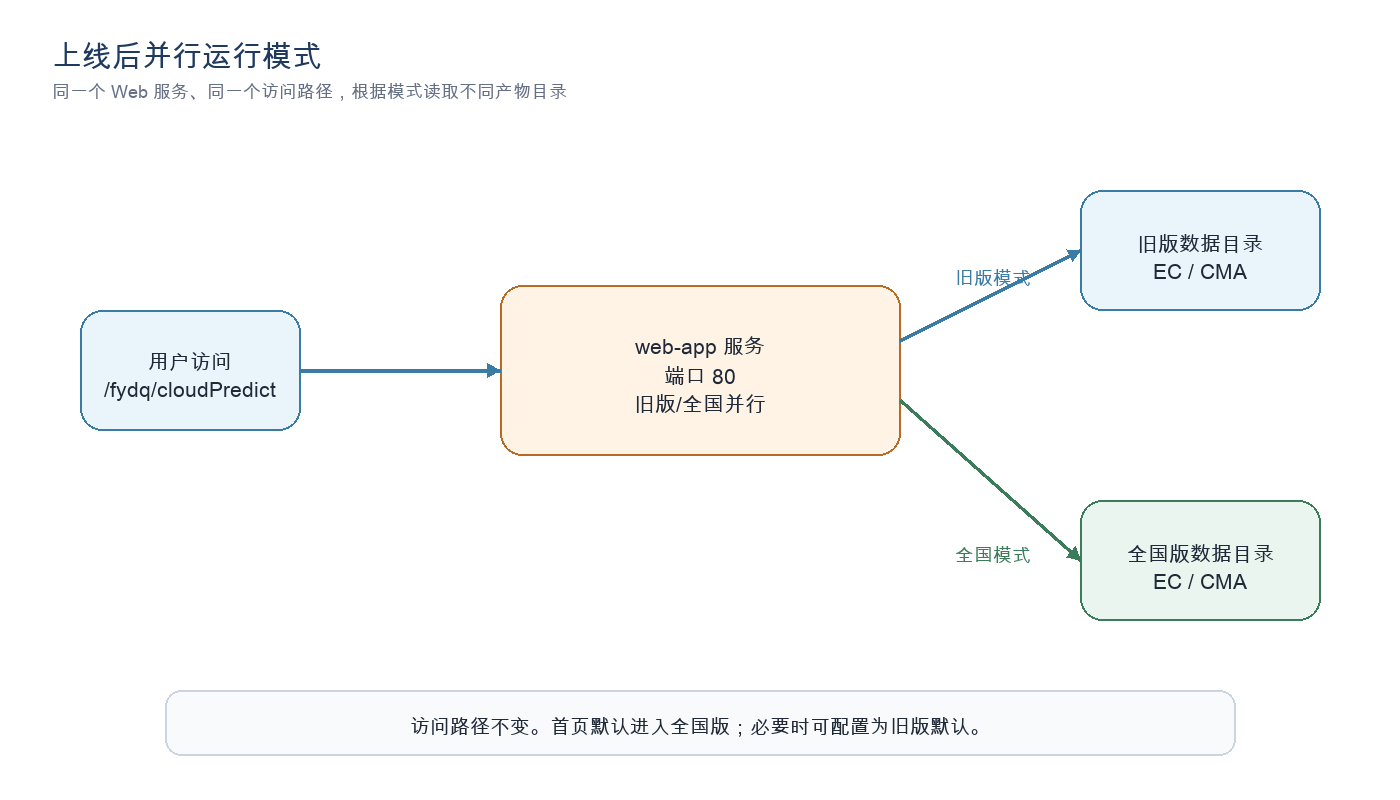 上线后并行运行模式
同一个 Web 服务、同一个访问路径，根据模式读取不同产物目录
旧版数据目录
EC / CMA
旧版模式
用户访问
/fydq/cloudPredict
web-app 服务
端口 80
旧版/全国并行
全国模式
全国版数据目录
EC / CMA
访问路径不变。首页默认进入全国版；必要时可配置为旧版默认。